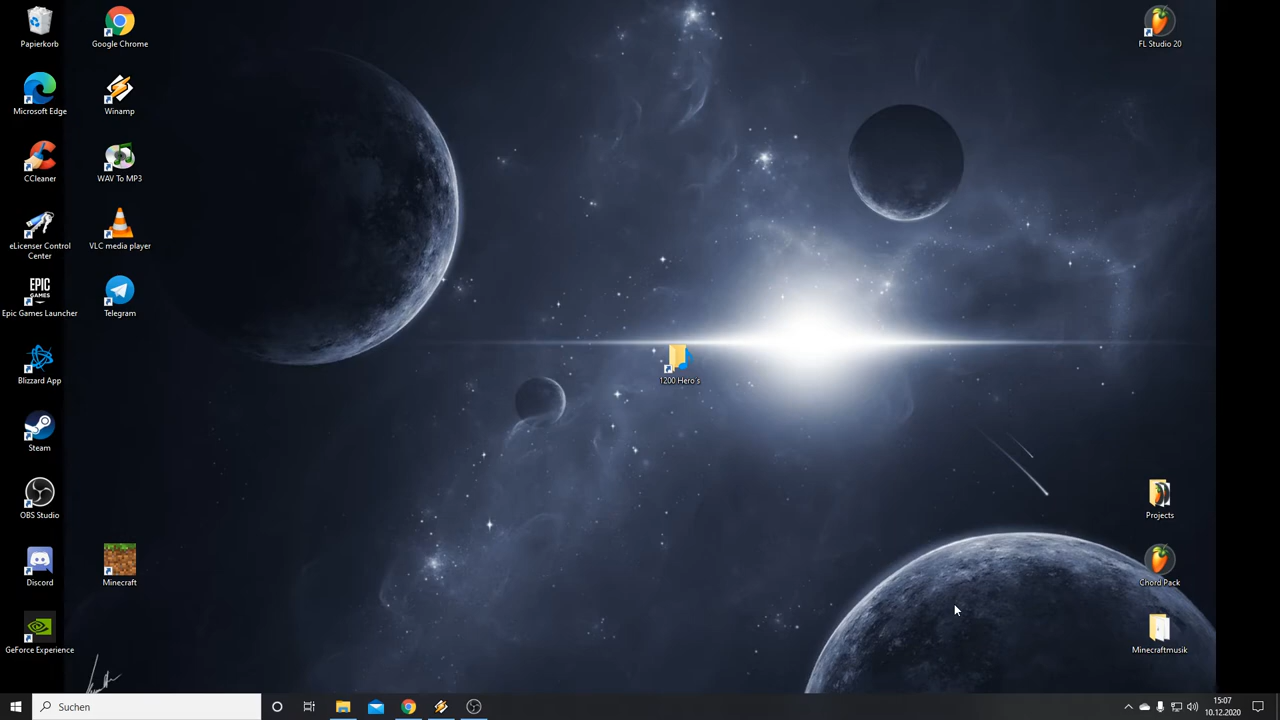 Papierkorb
Google Chrome
FL Studio 20
Microsoft Edge
Winamp
CCleaner
WAV To MP3
eLicenser Control
Center
VLC media player
EPIC
GAMES
Epic Games Launcher
Telegram
Blizzard App
1200 Hero´s
Steam
OBS Studio
Projects
Discord
Minecraft
Chord Pack
GeForce Experience
Minecraftmusik
Suchen
15:07
10.12.2020